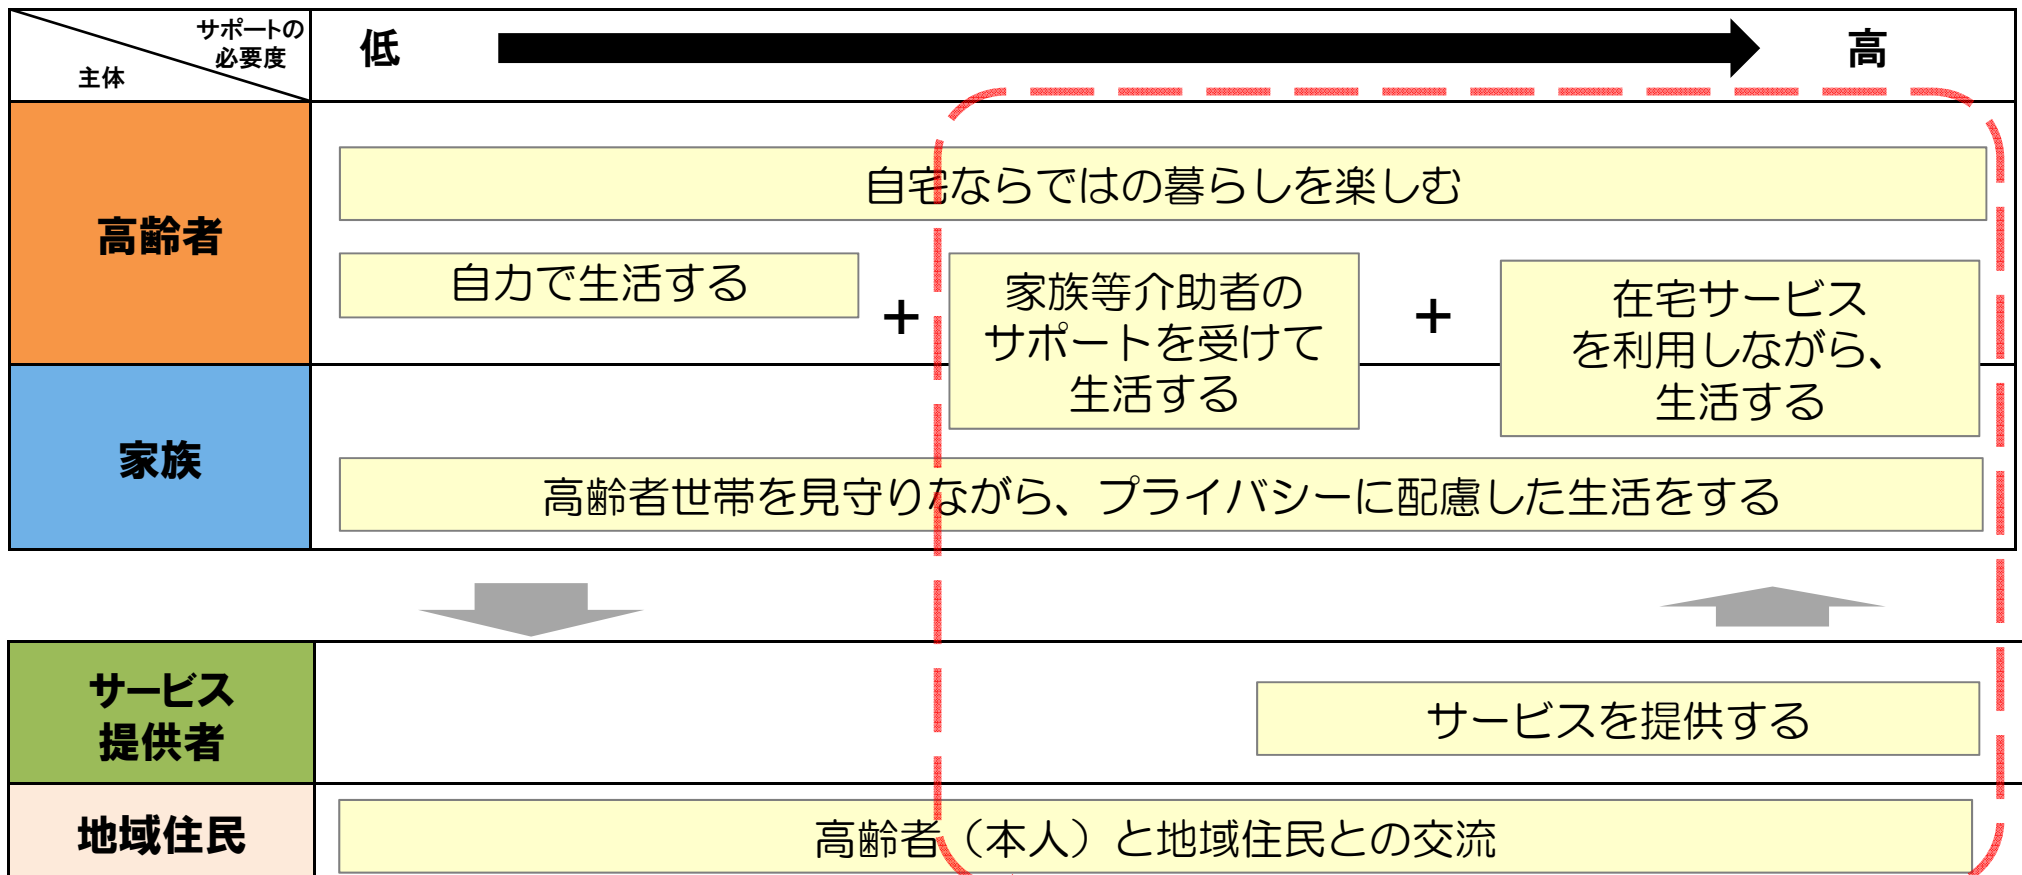 サポートの
必要度
主体
低
高
高齢者
自宅ならではの暮らしを楽しむ
自力で生活する
+
家族等介助者の
サポートを受けて
生活する
+
在宅サービス
を利用しながら、
生活する
家族
高齢者世帯を見守りながら、プライバシーに配慮した生活をする
サービス
提供者
サービスを提供する
地域住民
高齢者（本人）と地域住民との交流